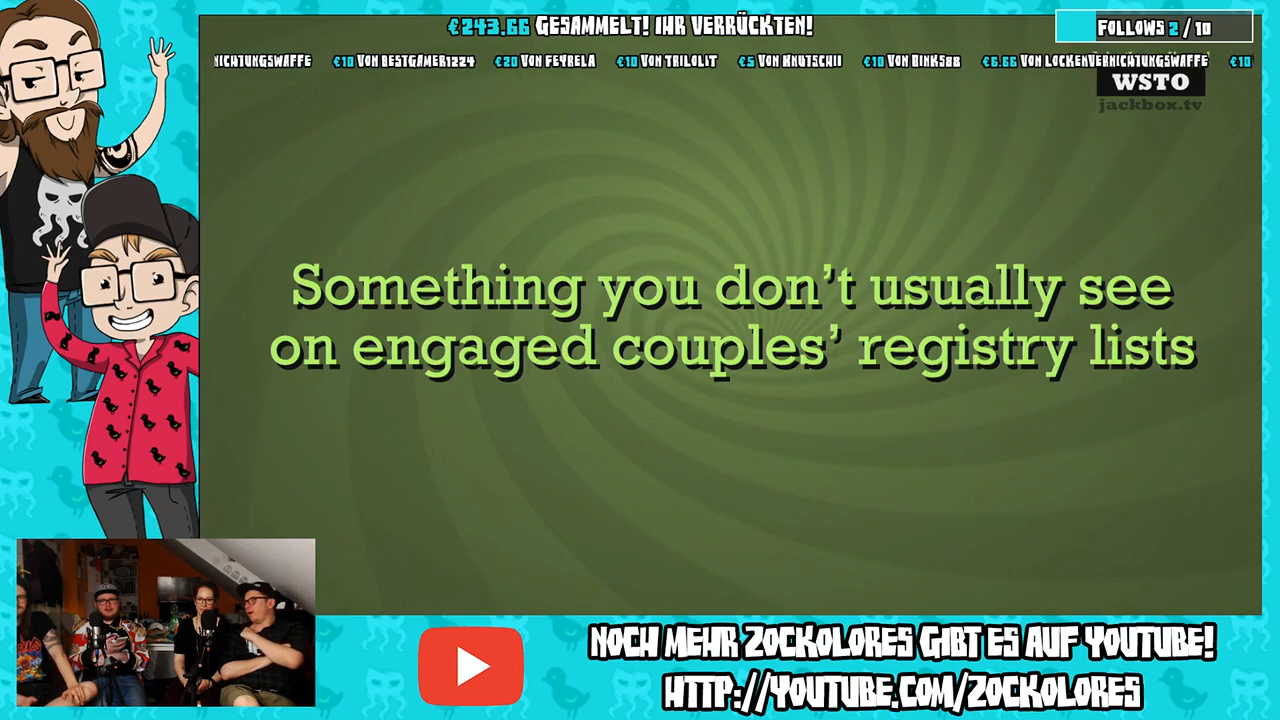 €243.66 GESAMMELT! IHR VERRÜCKTEN!
FOLLOWS 2 / 10
NICHTUNGSWAFFE €10 VON BESTGAMER1224 €20 VON FEYRELA €10 VON TRILOLIT €5 VON KNUTSCHII €10 VON OINKS88 €6.66 VON LOCKENVERNICHTUNGSWAFFE €10
WSTO
jackbox.tv
Something you don’t usually see
on engaged couples’ registry lists
NOCH MEHR ZOCKOLORES GIBT ES AUF YOUTUBE!
HTTP://YOUTUBE.COM/ZOCKOLORES